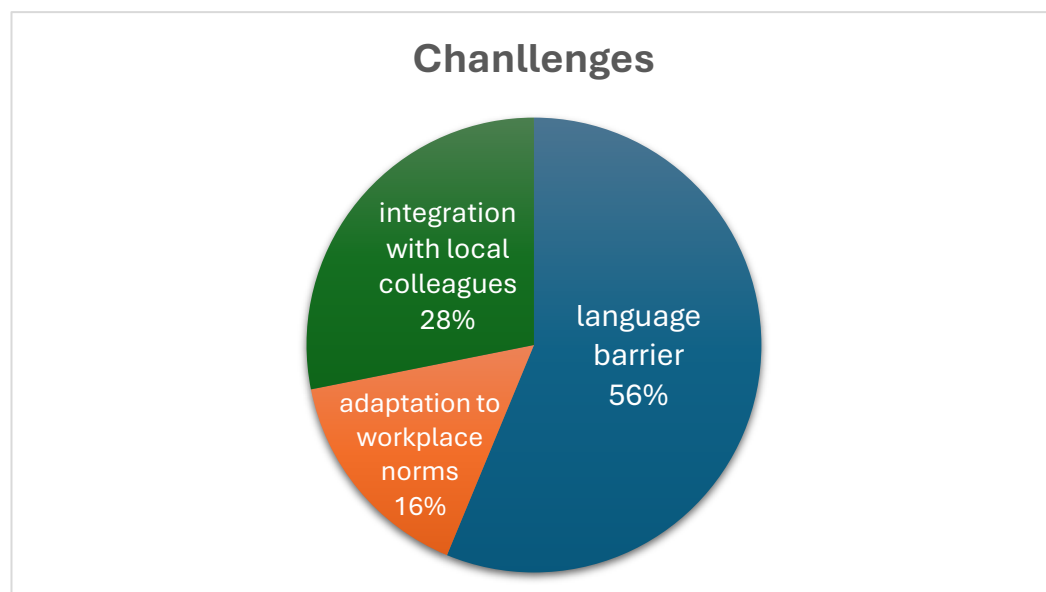 Chanllenges
integration
with local
colleagues
28%
language
barrier
56%
adaptation to
workplace
norms
16%